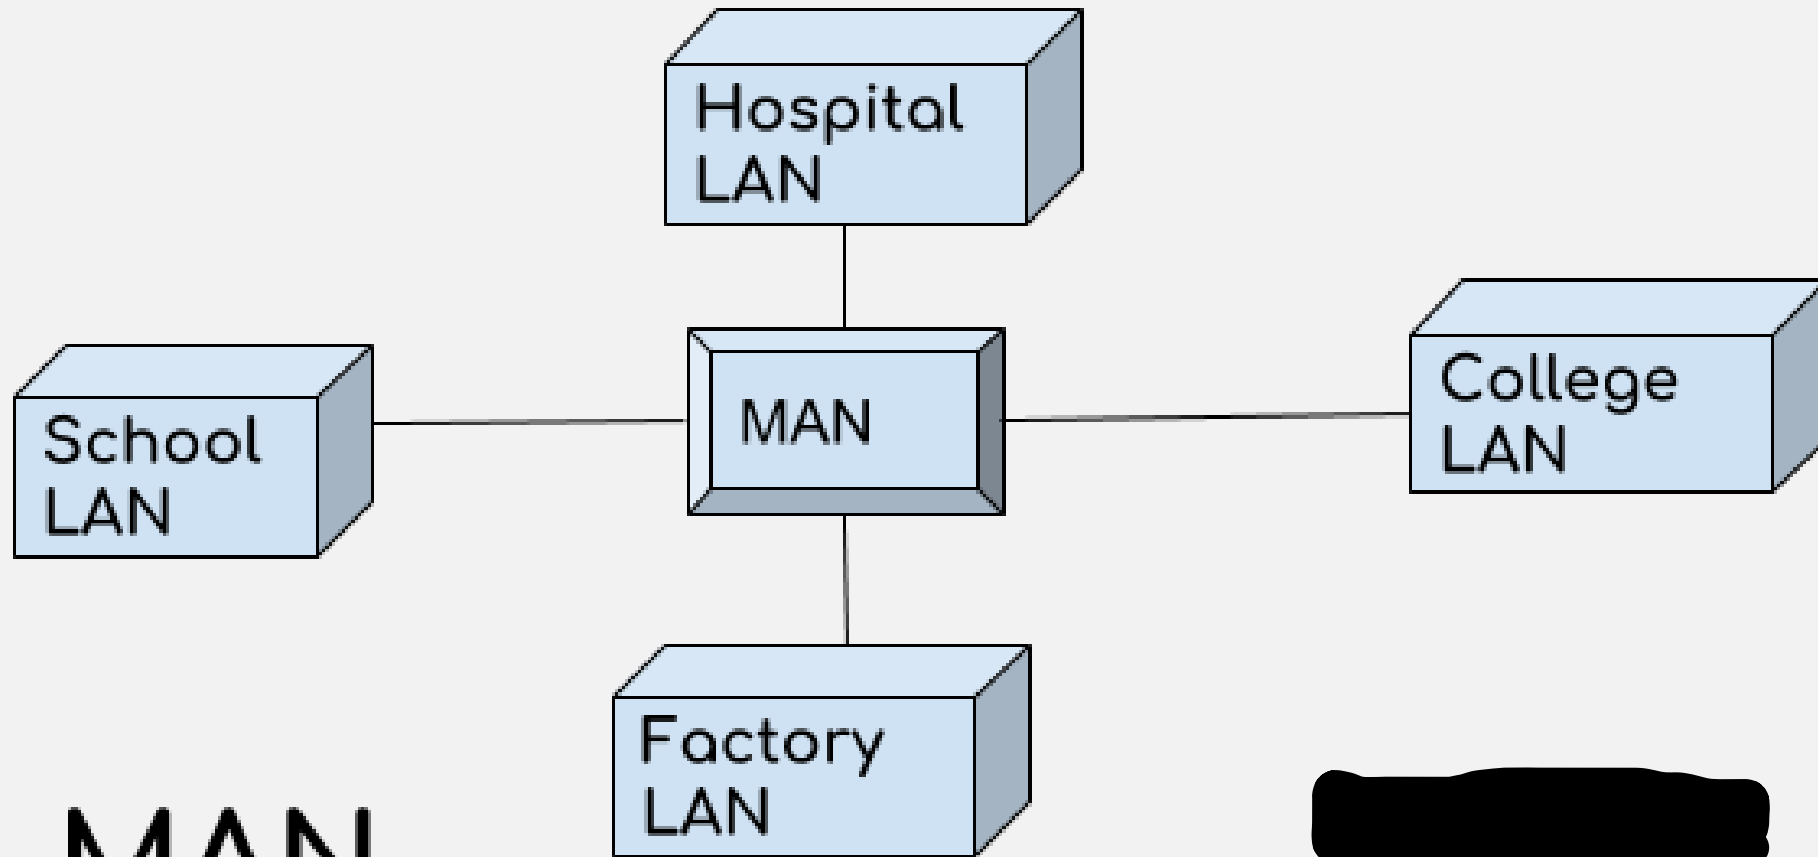 Hospital
LAN
School
LAN
MAN
College
LAN
Factory
LAN
MAN